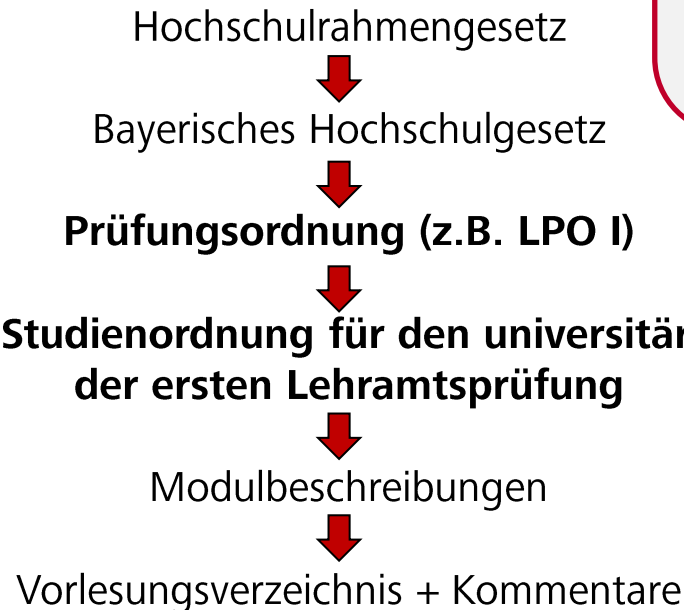 Hochschulrahmengesetz
Bayerisches Hochschulgesetz
Prüfungsordnung (z.B. LPO I)
Studienordnung für den universitär
der ersten Lehramtsprüfung
Modulbeschreibungen
Vorlesungsverzeichnis + Kommentare